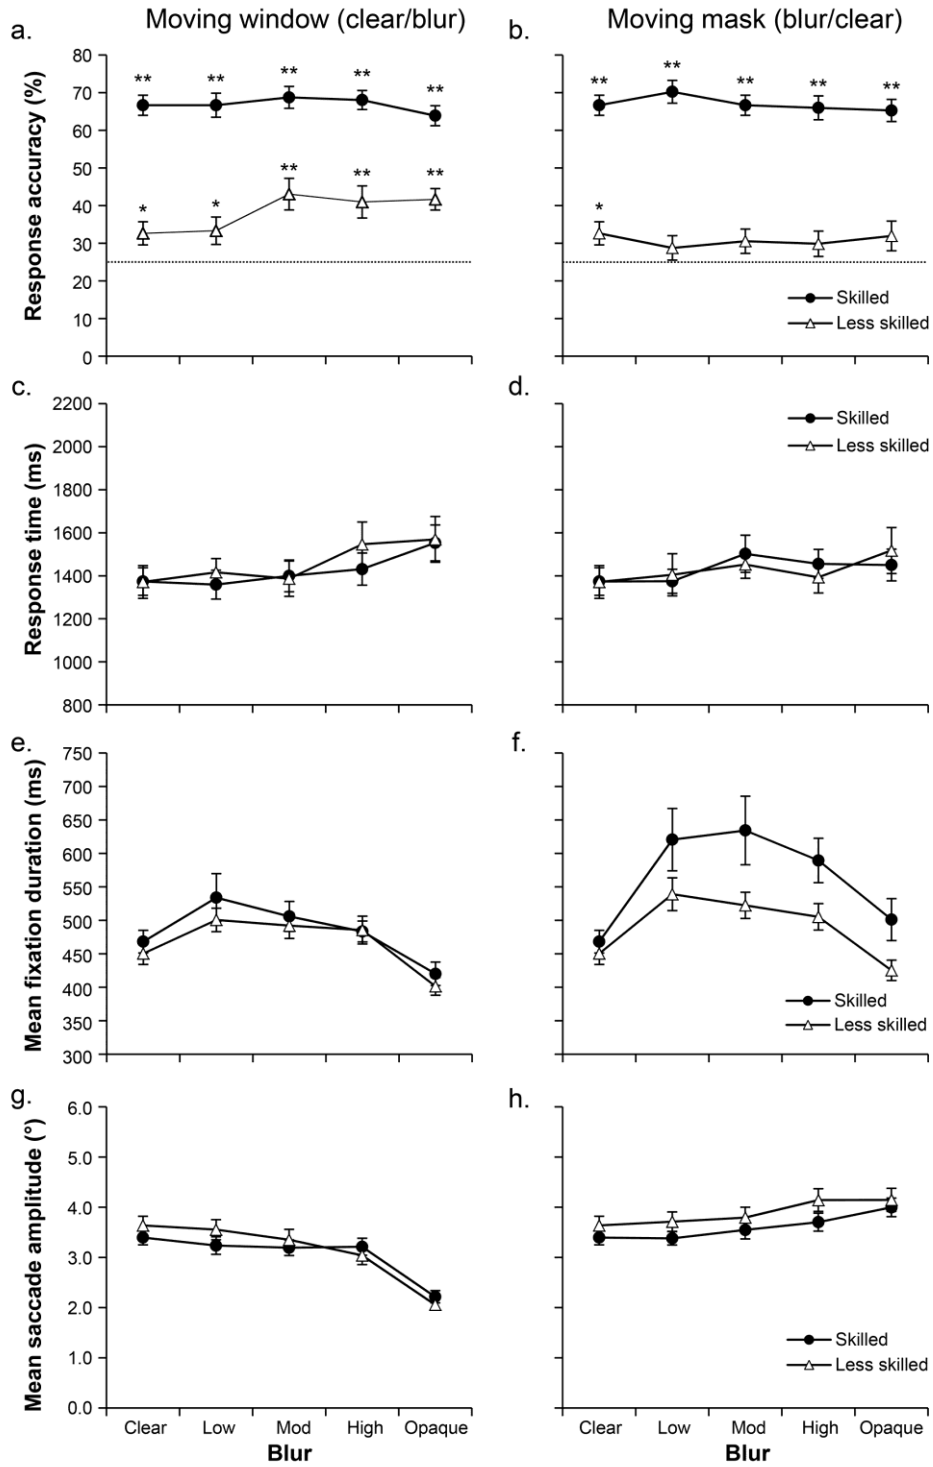 Moving window (clear/blur)
Moving mask (blur/clear)
a.
b.
Response accuracy (%)
80
70
60
50
40
30
20
10
0
** ** ** ** **
* * ** ** **
** ** ** ** **
*
Skilled
Less skilled
c.
d.
Response time (ms)
2200
2000
1800
1600
1400
1200
1000
800
Skilled
Less skilled
e.
f.
Mean fixation duration (ms)
750
700
650
600
550
500
450
400
350
300
Skilled
Less skilled
g.
h.
Mean saccade amplitude (°)
6.0
5.0
4.0
3.0
2.0
1.0
0.0
Skilled
Less skilled
Clear Low Mod High Opaque
Blur
Clear Low Mod High Opaque
Blur